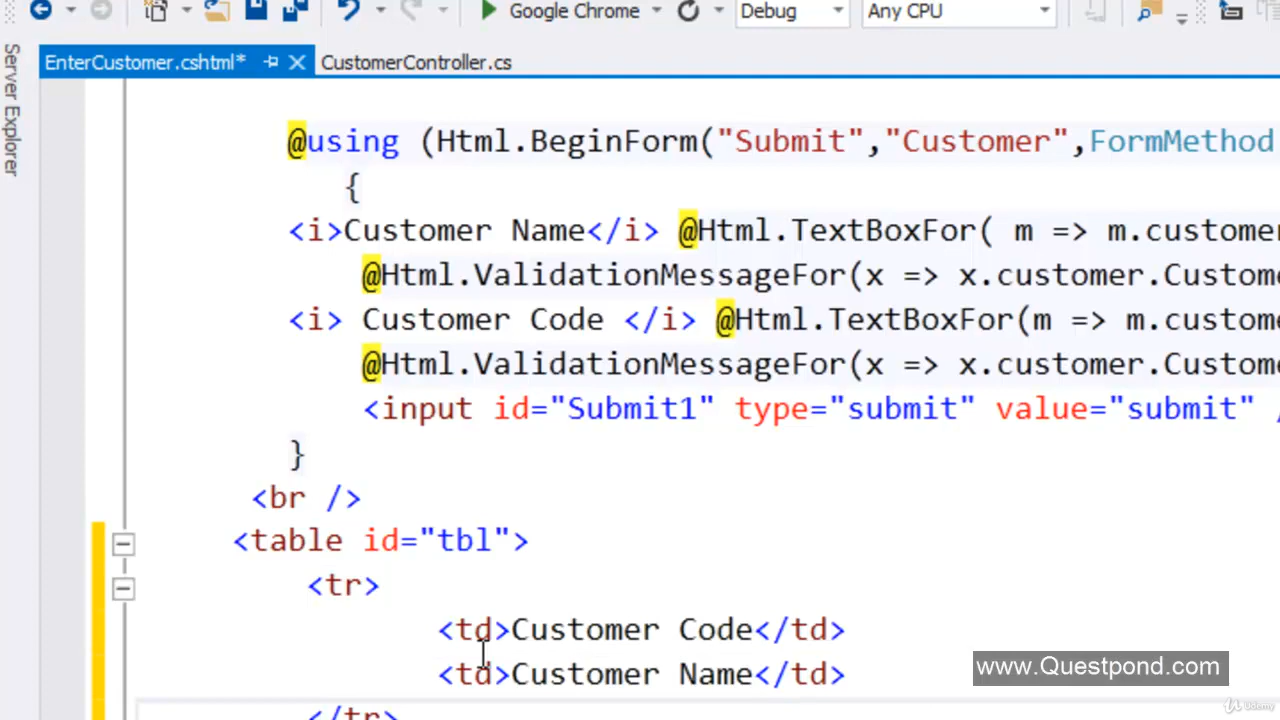 Google Chrome Debug Any CPU
Server Explorer
EnterCustomer.cshtml* CustomerController.cs
@using (Html.BeginForm("Submit","Customer",FormMethod
{
<i>Customer Name</i> @Html.TextBoxFor( m => m.customer
@Html.ValidationMessageFor(x => x.customer.Custome
<i> Customer Code </i> @Html.TextBoxFor(m => m.custome
@Html.ValidationMessageFor(x => x.customer.Custome
<input id="Submit1" type="submit" value="submit" /
}
<br />
<table id="tbl">
<tr>
<td>Customer Code</td>
<td>Customer Name</td>
</tr>
www.Questpond.com
Udemy